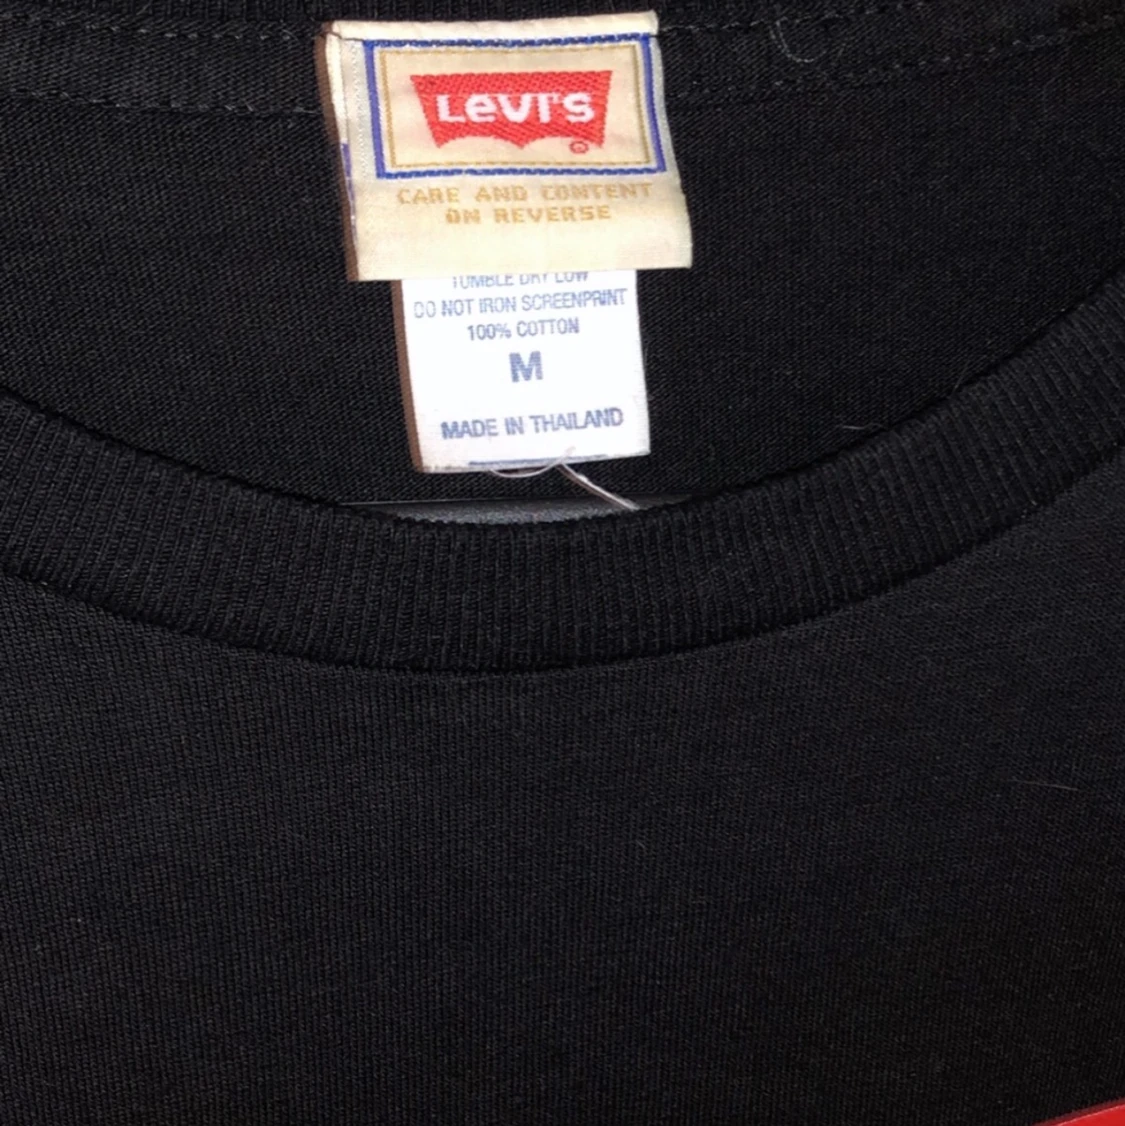 Levi's
®
CARE AND CONTENT
ON REVERSE
TUMBLE DRY LOW
DO NOT IRON SCREENPRINT
100% COTTON
M
MADE IN THAILAND